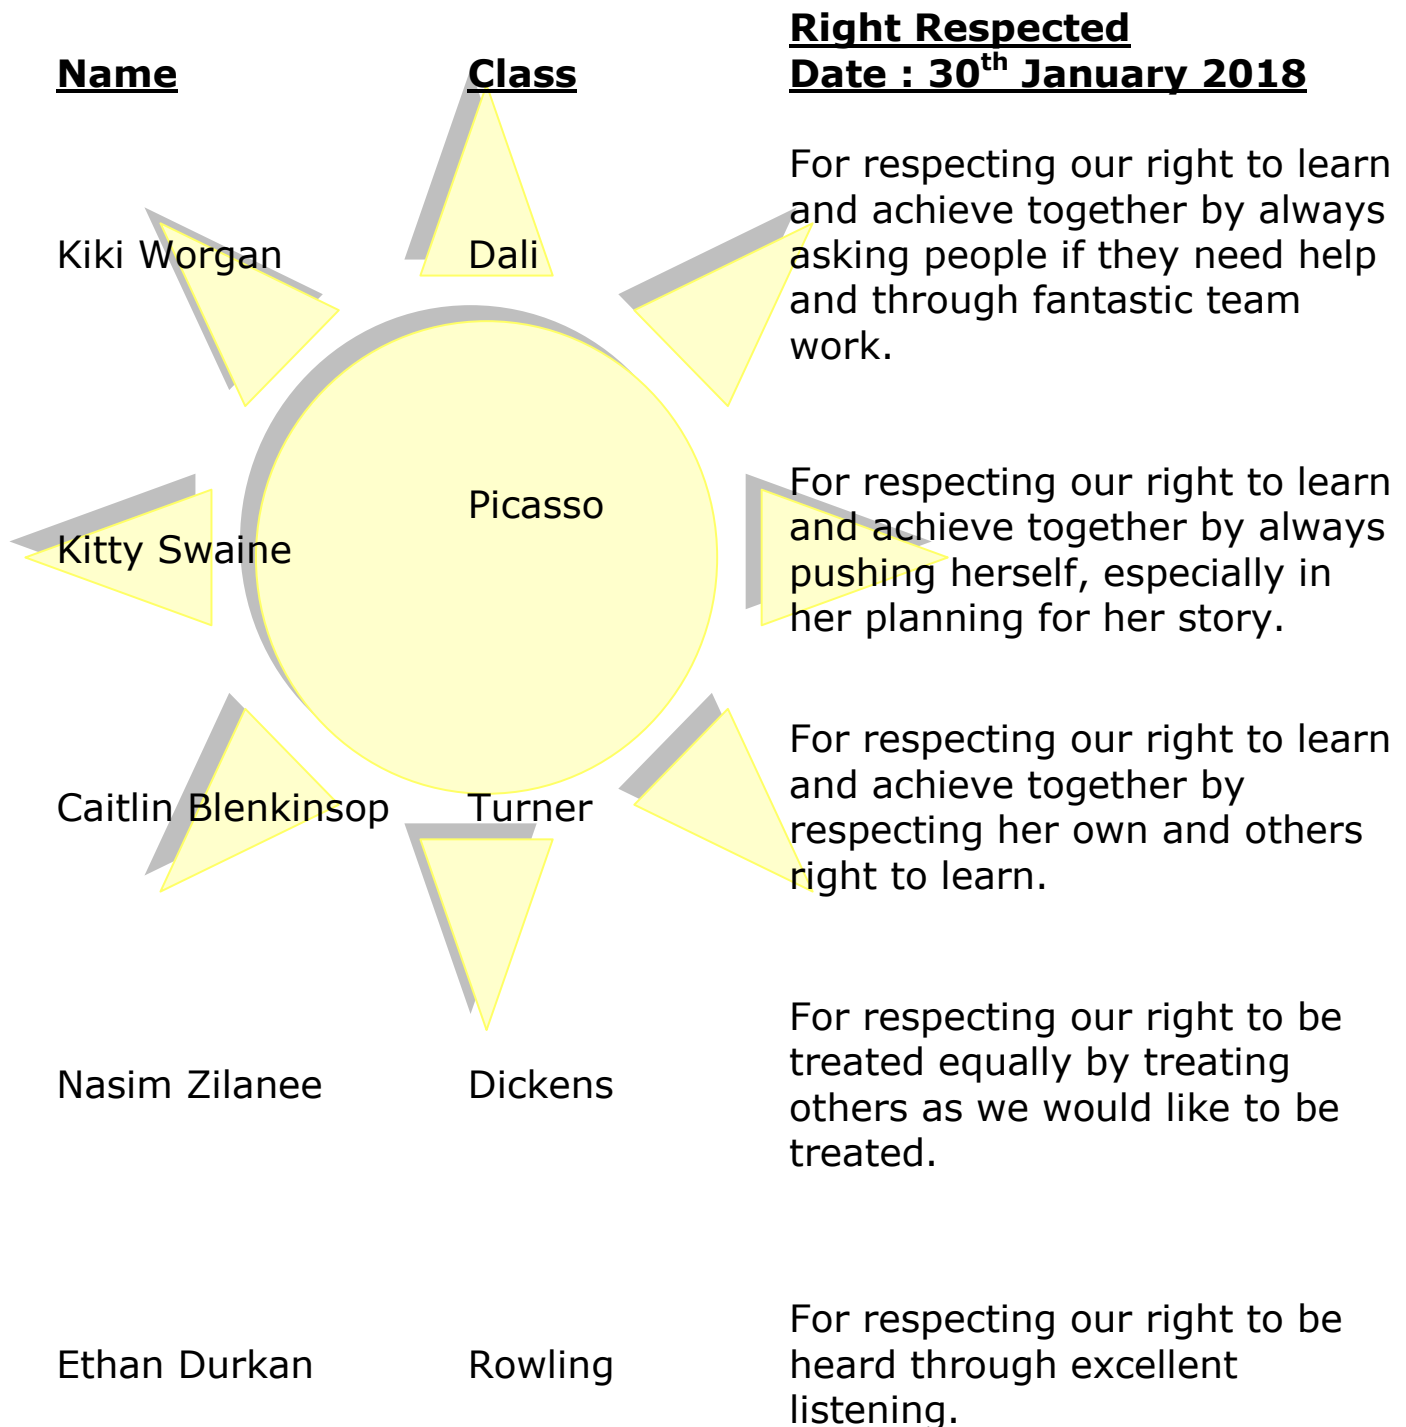 Name Class Right Respected
Date : 30th January 2018
For respecting our right to learn
and achieve together by always
Kiki Worgan Dali asking people if they need help
and through fantastic team
work.
For respecting our right to learn
Picasso
and achieve together by always
Kitty Swaine
pushing herself, especially in
her planning for her story.
For respecting our right to learn
and achieve together by
Caitlin Blenkinsop Turner
respecting her own and others
right to learn.
For respecting our right to be
treated equally by treating
Nasim Zilanee Dickens
others as we would like to be
treated.
For respecting our right to be
Ethan Durkan Rowling heard through excellent
listening.